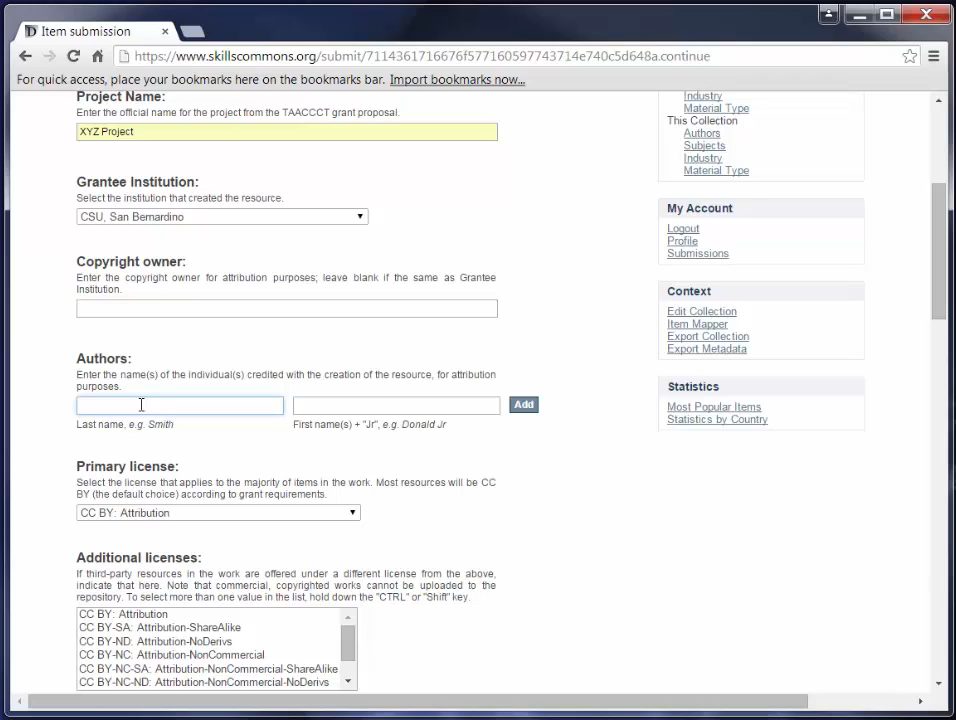 Item submission
https://www.skillscommons.org/submit/7114361716676f577160597743714e740c5d648a.continue
For quick access, place your bookmarks here on the bookmarks bar. Import bookmarks now...
Project Name:
Enter the official name for the project from the TAACCCT grant proposal.
XYZ Project
Grantee Institution:
Select the institution that created the resource.
CSU, San Bernardino
Copyright owner:
Enter the copyright owner for attribution purposes; leave blank if the same as Grantee
Institution.
Authors:
Enter the name(s) of the individual(s) credited with the creation of the resource, for attribution
purposes.
Add
Last name, e.g. Smith
First name(s) + "Jr", e.g. Donald Jr
Primary license:
Select the license that applies to the majority of items in the work. Most resources will be CC
BY (the default choice) according to grant requirements.
CC BY: Attribution
Additional licenses:
If third-party resources in the work are offered under a different license from the above,
indicate that here. Note that commercial, copyrighted works cannot be uploaded to the
repository. To select more than one value in the list, hold down the "CTRL" or "Shift" key.
CC BY: Attribution
CC BY-SA: Attribution-ShareAlike
CC BY-ND: Attribution-NoDerivs
CC BY-NC: Attribution-NonCommercial
CC BY-NC-SA: Attribution-NonCommercial-ShareAlike
CC BY-NC-ND: Attribution-NonCommercial-NoDerivs
Industry
Material Type
This Collection
Authors
Subjects
Industry
Material Type
My Account
Logout
Profile
Submissions
Context
Edit Collection
Item Mapper
Export Collection
Export Metadata
Statistics
Most Popular Items
Statistics by Country